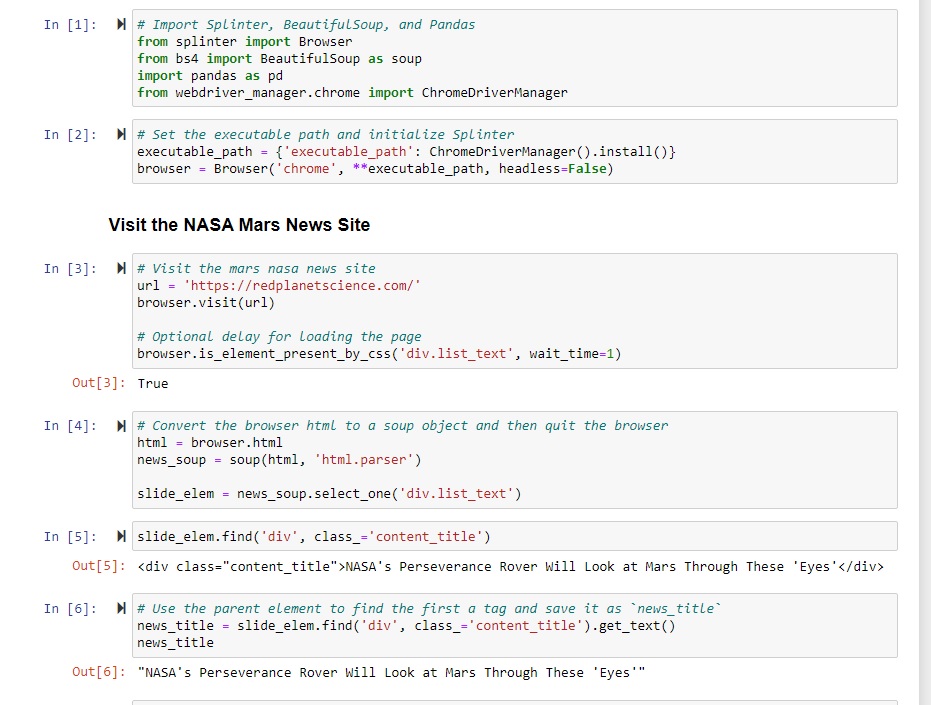 In [1]:
# Import Splinter, BeautifulSoup, and Pandas
from splinter import Browser
from bs4 import BeautifulSoup as soup
import pandas as pd
from webdriver_manager.chrome import ChromeDriverManager
In [2]:
# Set the executable path and initialize Splinter
executable_path = {'executable_path': ChromeDriverManager().install()}
browser = Browser('chrome', **executable_path, headless=False)
Visit the NASA Mars News Site
In [3]:
# Visit the mars nasa news site
url = 'https://redplanetscience.com/'
browser.visit(url)
# Optional delay for loading the page
browser.is_element_present_by_css('div.list_text', wait_time=1)
Out[3]: True
In [4]:
# Convert the browser html to a soup object and then quit the browser
html = browser.html
news_soup = soup(html, 'html.parser')
slide_elem = news_soup.select_one('div.list_text')
In [5]:
slide_elem.find('div', class_='content_title')
Out[5]: <div class="content_title">NASA's Perseverance Rover Will Look at Mars Through These 'Eyes'</div>
In [6]:
# Use the parent element to find the first a tag and save it as `news_title`
news_title = slide_elem.find('div', class_='content_title').get_text()
news_title
Out[6]: "NASA's Perseverance Rover Will Look at Mars Through These 'Eyes'"